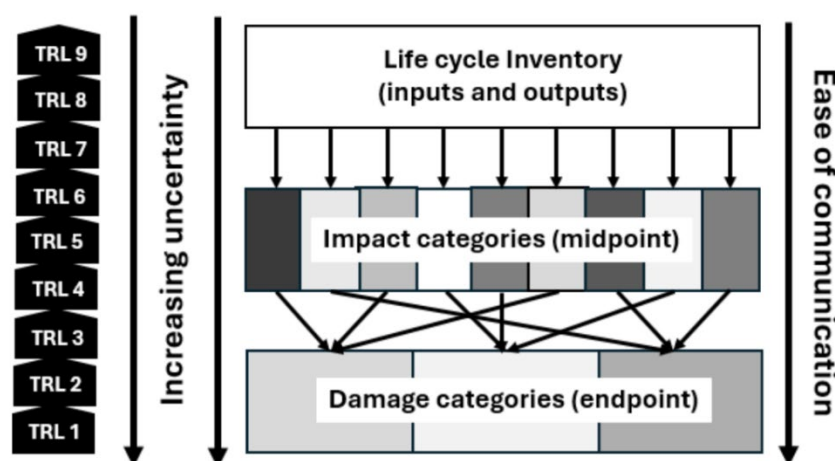 TRL 9
TRL 8
TRL 7
TRL 6
TRL 5
TRL 4
TRL 3
TRL 2
TRL 1
Increasing uncertainty
Life cycle Inventory
(inputs and outputs)
Impact categories (midpoint)
Damage categories (endpoint)
Ease of communication